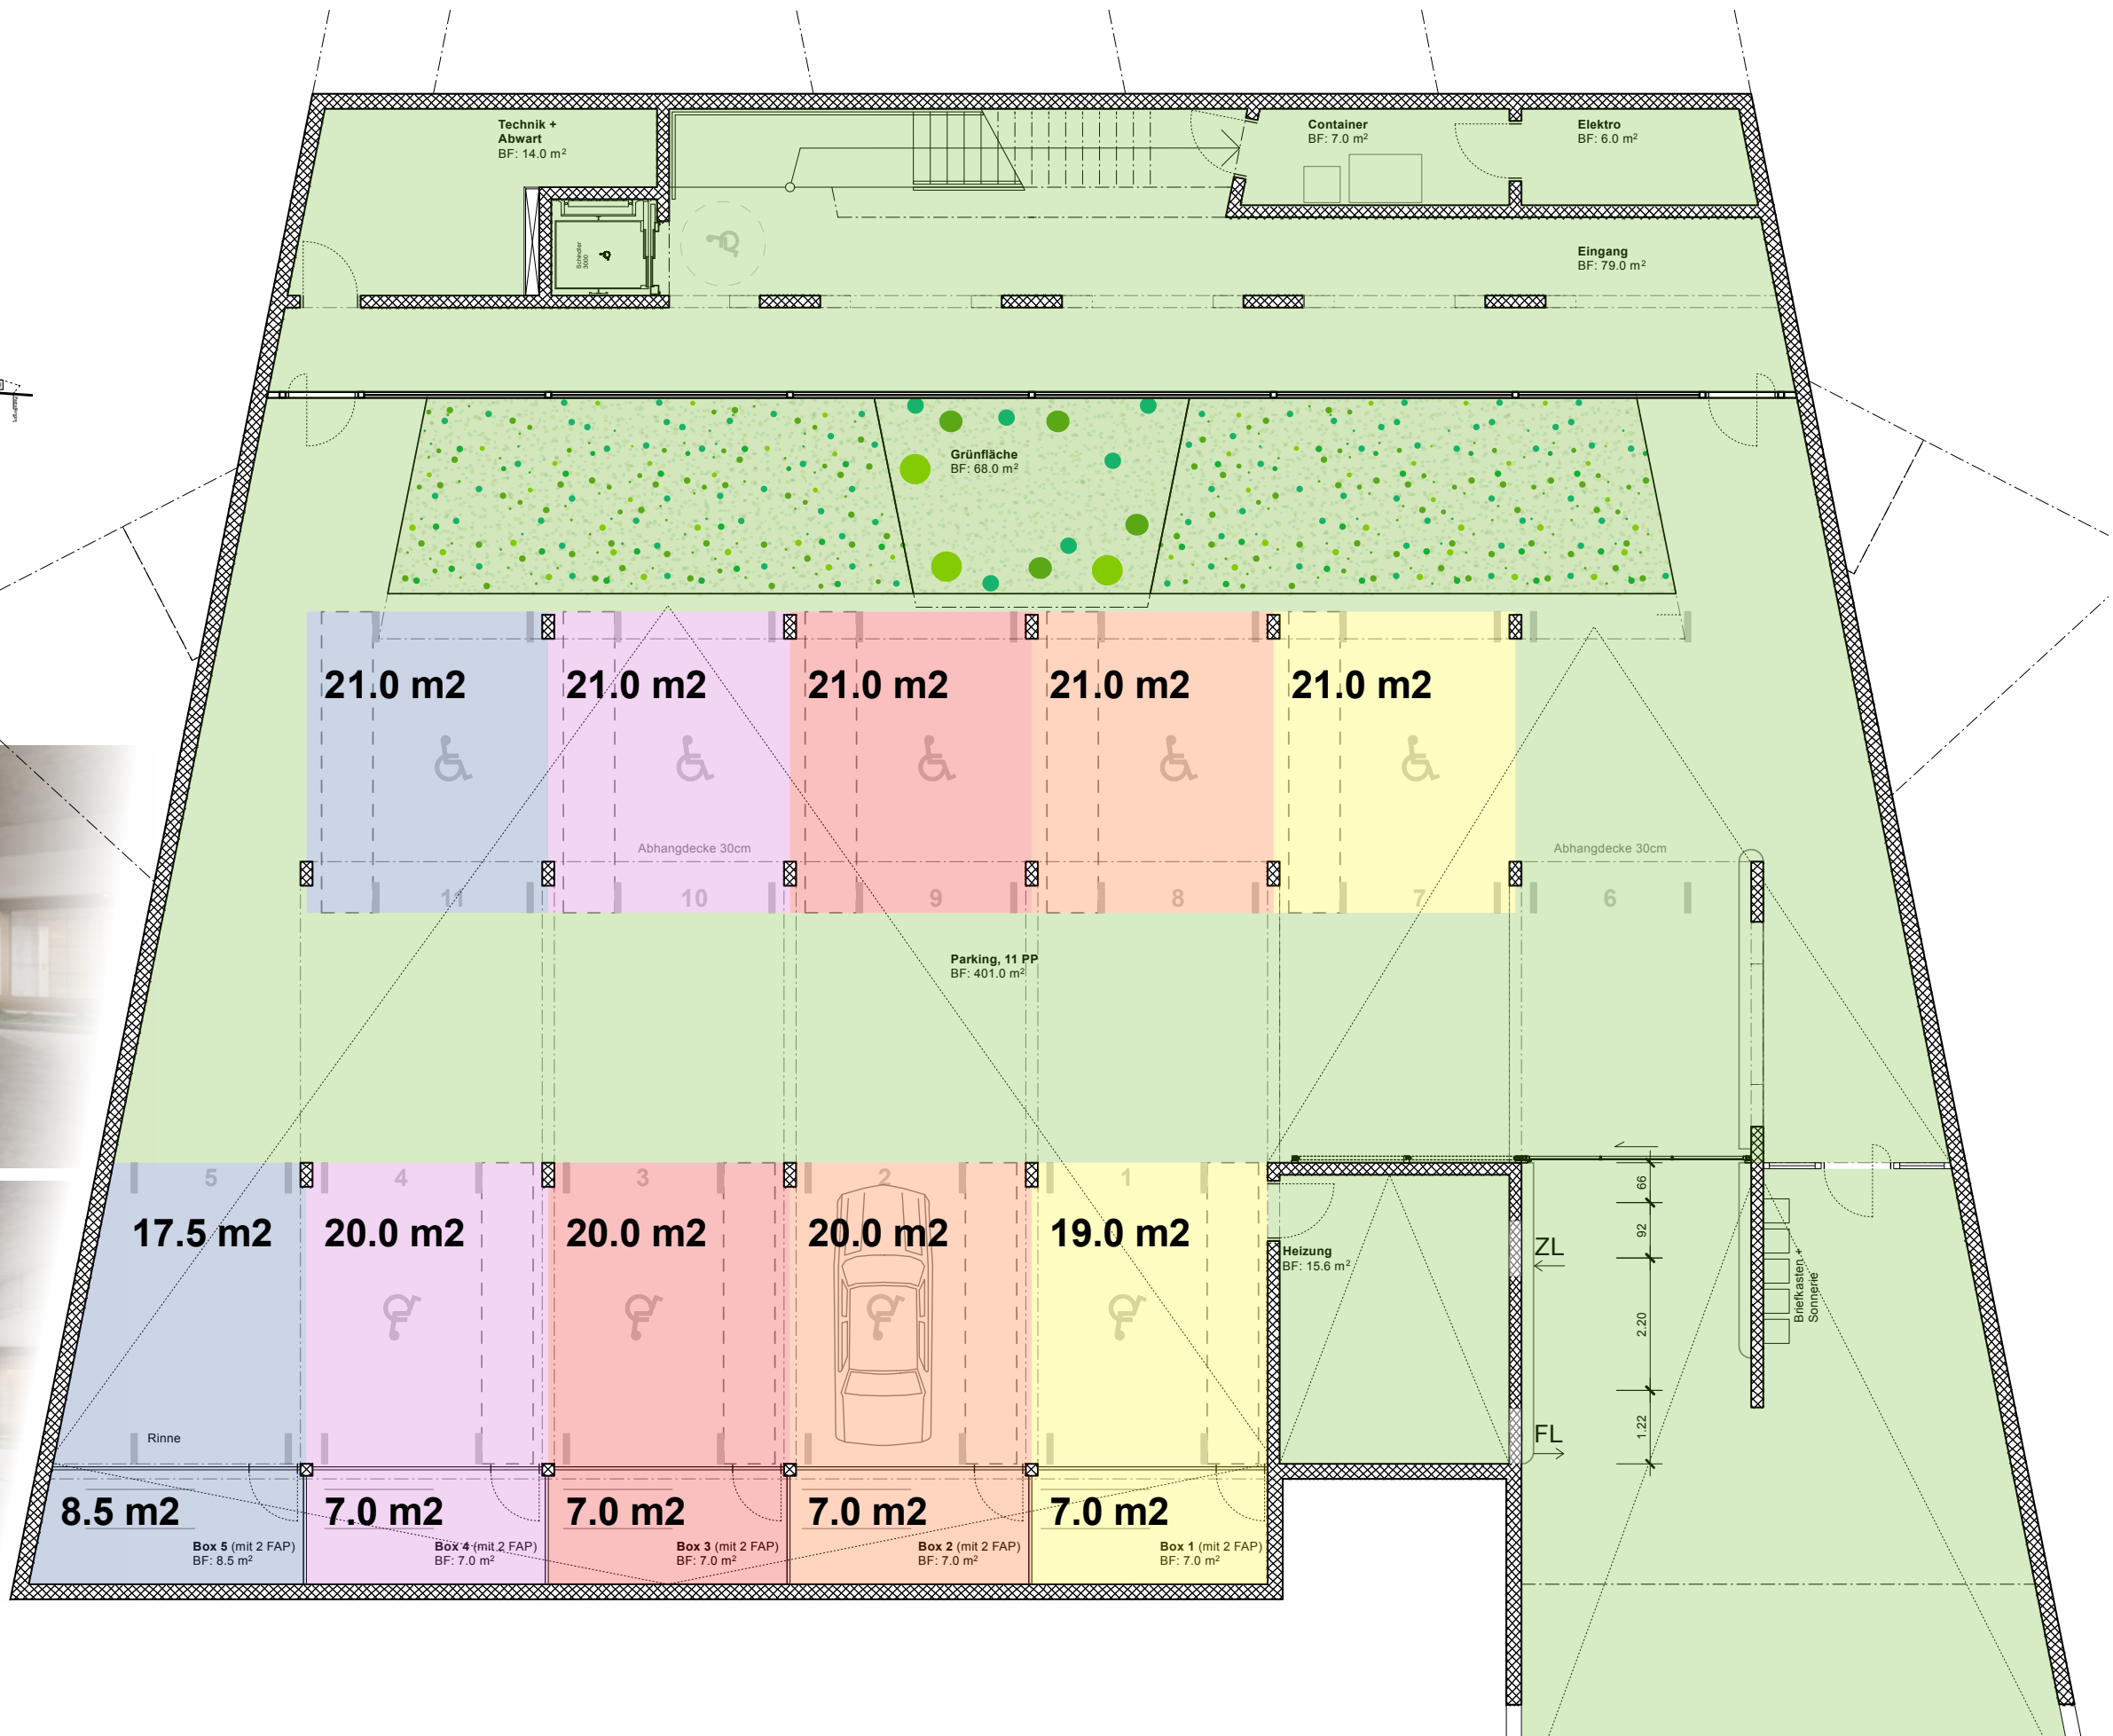 Technik +
Abwart
BF: 14.0 m²
Container
BF: 7.0 m²
Elektro
BF: 6.0 m²
Schindler
3000
Eingang
BF: 79.0 m²
Grünfläche
BF: 68.0 m²
21.0 m2
21.0 m2
21.0 m2
21.0 m2
21.0 m2
Abhangdecke 30cm
Abhangdecke 30cm
11
10
9
8
7
6
Parking, 11 PP
BF: 401.0 m²
5
4
3
2
1
17.5 m2
20.0 m2
20.0 m2
20.0 m2
19.0 m2
Heizung
BF: 15.6 m²
ZL
FL
66
92
2.20
1.22
Briefkasten +
Sonnerie
Rinne
8.5 m2
7.0 m2
7.0 m2
7.0 m2
7.0 m2
Box 5 (mit 2 FAP)
BF: 8.5 m²
Box 4 (mit 2 FAP)
BF: 7.0 m²
Box 3 (mit 2 FAP)
BF: 7.0 m²
Box 2 (mit 2 FAP)
BF: 7.0 m²
Box 1 (mit 2 FAP)
BF: 7.0 m²